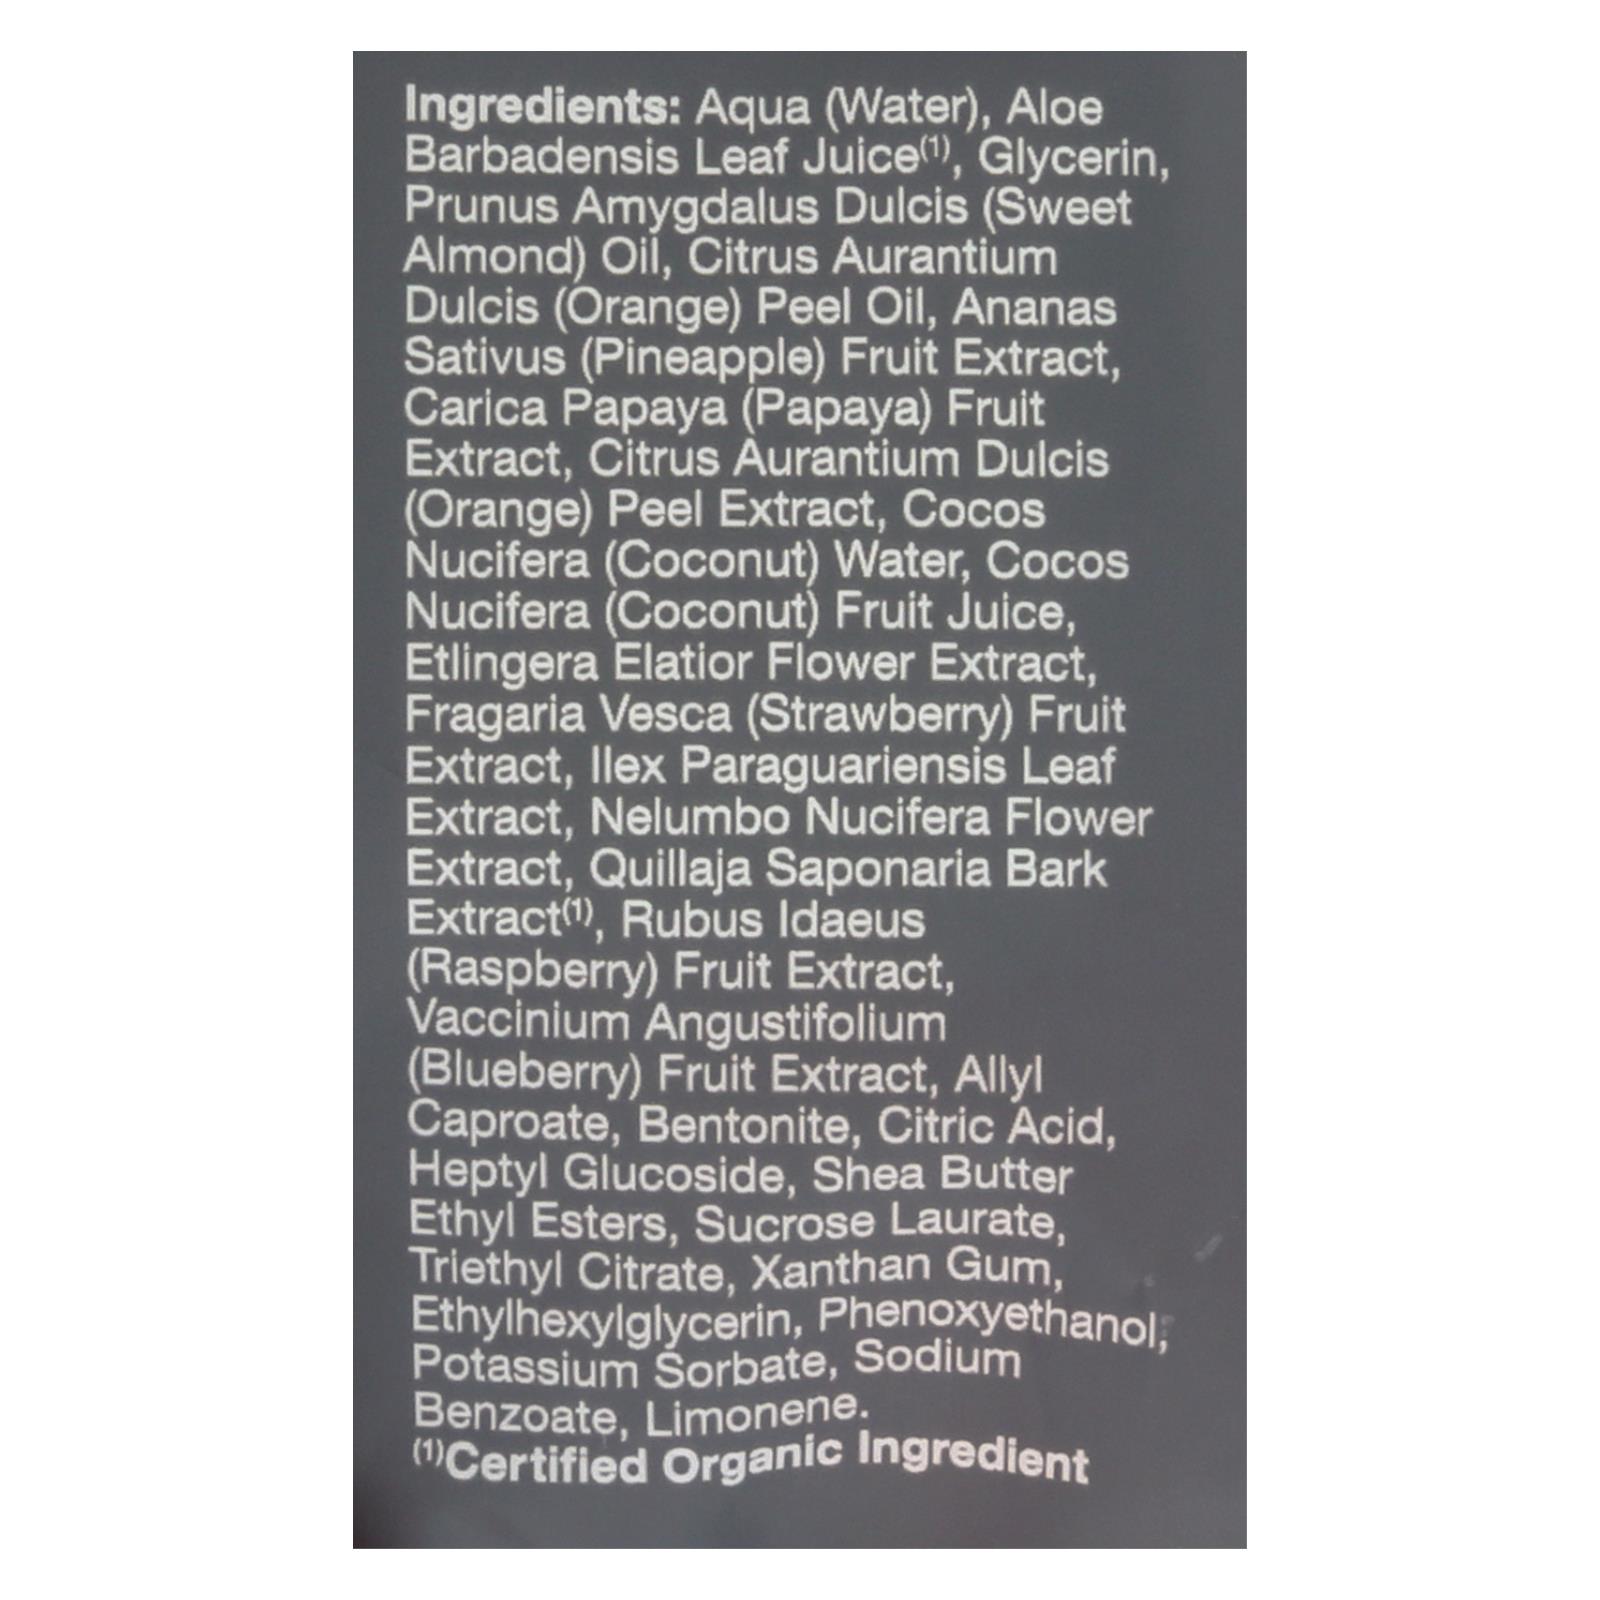 Ingredients: Aqua (Water), Aloe
Barbadensis Leaf Juice(1), Glycerin,
Prunus Amygdalus Dulcis (Sweet
Almond) Oil, Citrus Aurantium
Dulcis (Orange) Peel Oil, Ananas
Sativus (Pineapple) Fruit Extract,
Carica Papaya (Papaya) Fruit
Extract, Citrus Aurantium Dulcis
(Orange) Peel Extract, Cocos
Nucifera (Coconut) Water, Cocos
Nucifera (Coconut) Fruit Juice,
Etlingera Elatior Flower Extract,
Fragaria Vesca (Strawberry) Fruit
Extract, Ilex Paraguariensis Leaf
Extract, Nelumbo Nucifera Flower
Extract, Quillaja Saponaria Bark
Extract(1), Rubus Idaeus
(Raspberry) Fruit Extract,
Vaccinium Angustifolium
(Blueberry) Fruit Extract, Allyl
Caproate, Bentonite, Citric Acid,
Heptyl Glucoside, Shea Butter
Ethyl Esters, Sucrose Laurate,
Triethyl Citrate, Xanthan Gum,
Ethylhexylglycerin, Phenoxyethanol,
Potassium Sorbate, Sodium
Benzoate, Limonene.
(1)Certified Organic Ingredient